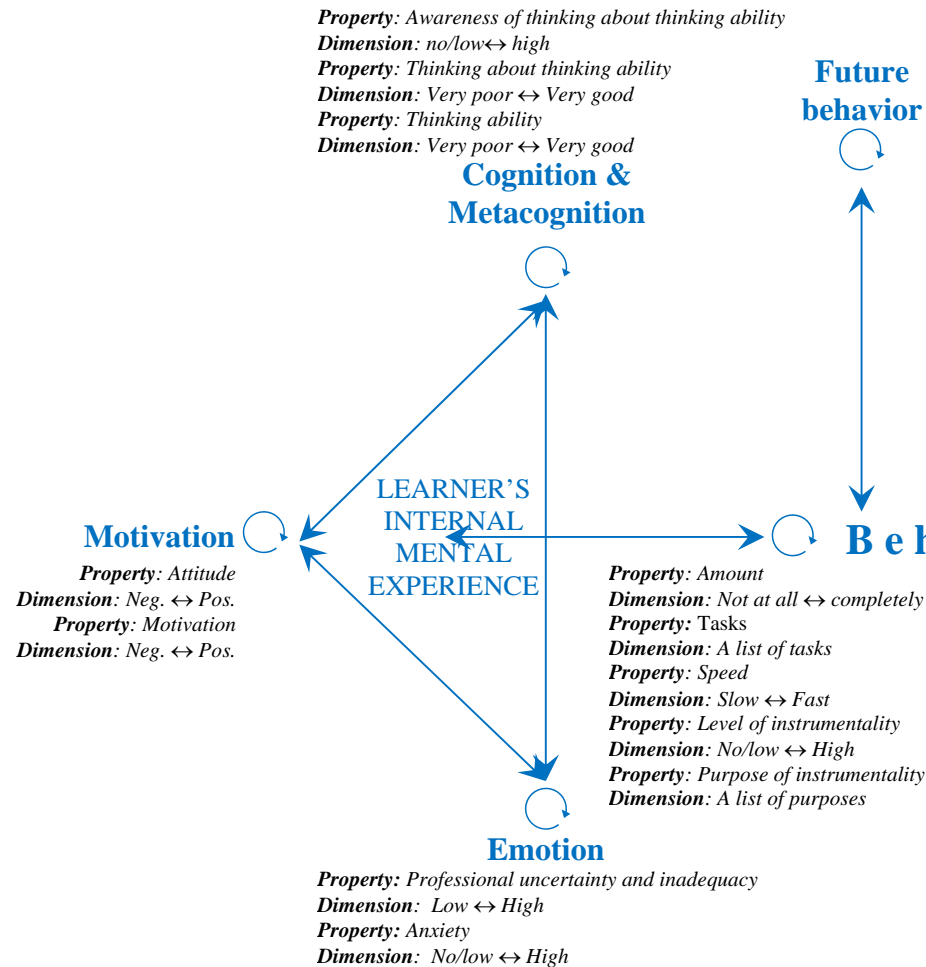 Property: Awareness of thinking about thinking ability
Dimension: no/low↔ high
Property: Thinking about thinking ability
Dimension: Very poor ↔ Very good
Property: Thinking ability
Dimension: Very poor ↔ Very good
Cognition &
Metacognition
Future
behavior
LEARNER’S
INTERNAL
MENTAL
EXPERIENCE
Motivation
Property: Attitude
Dimension: Neg. ↔ Pos.
Property: Motivation
Dimension: Neg. ↔ Pos.
B e h
Property: Amount
Dimension: Not at all ↔ completely
Property: Tasks
Dimension: A list of tasks
Property: Speed
Dimension: Slow ↔ Fast
Property: Level of instrumentality
Dimension: No/low ↔ High
Property: Purpose of instrumentality
Dimension: A list of purposes
Emotion
Property: Professional uncertainty and inadequacy
Dimension: Low ↔ High
Property: Anxiety
Dimension: No/low ↔ High